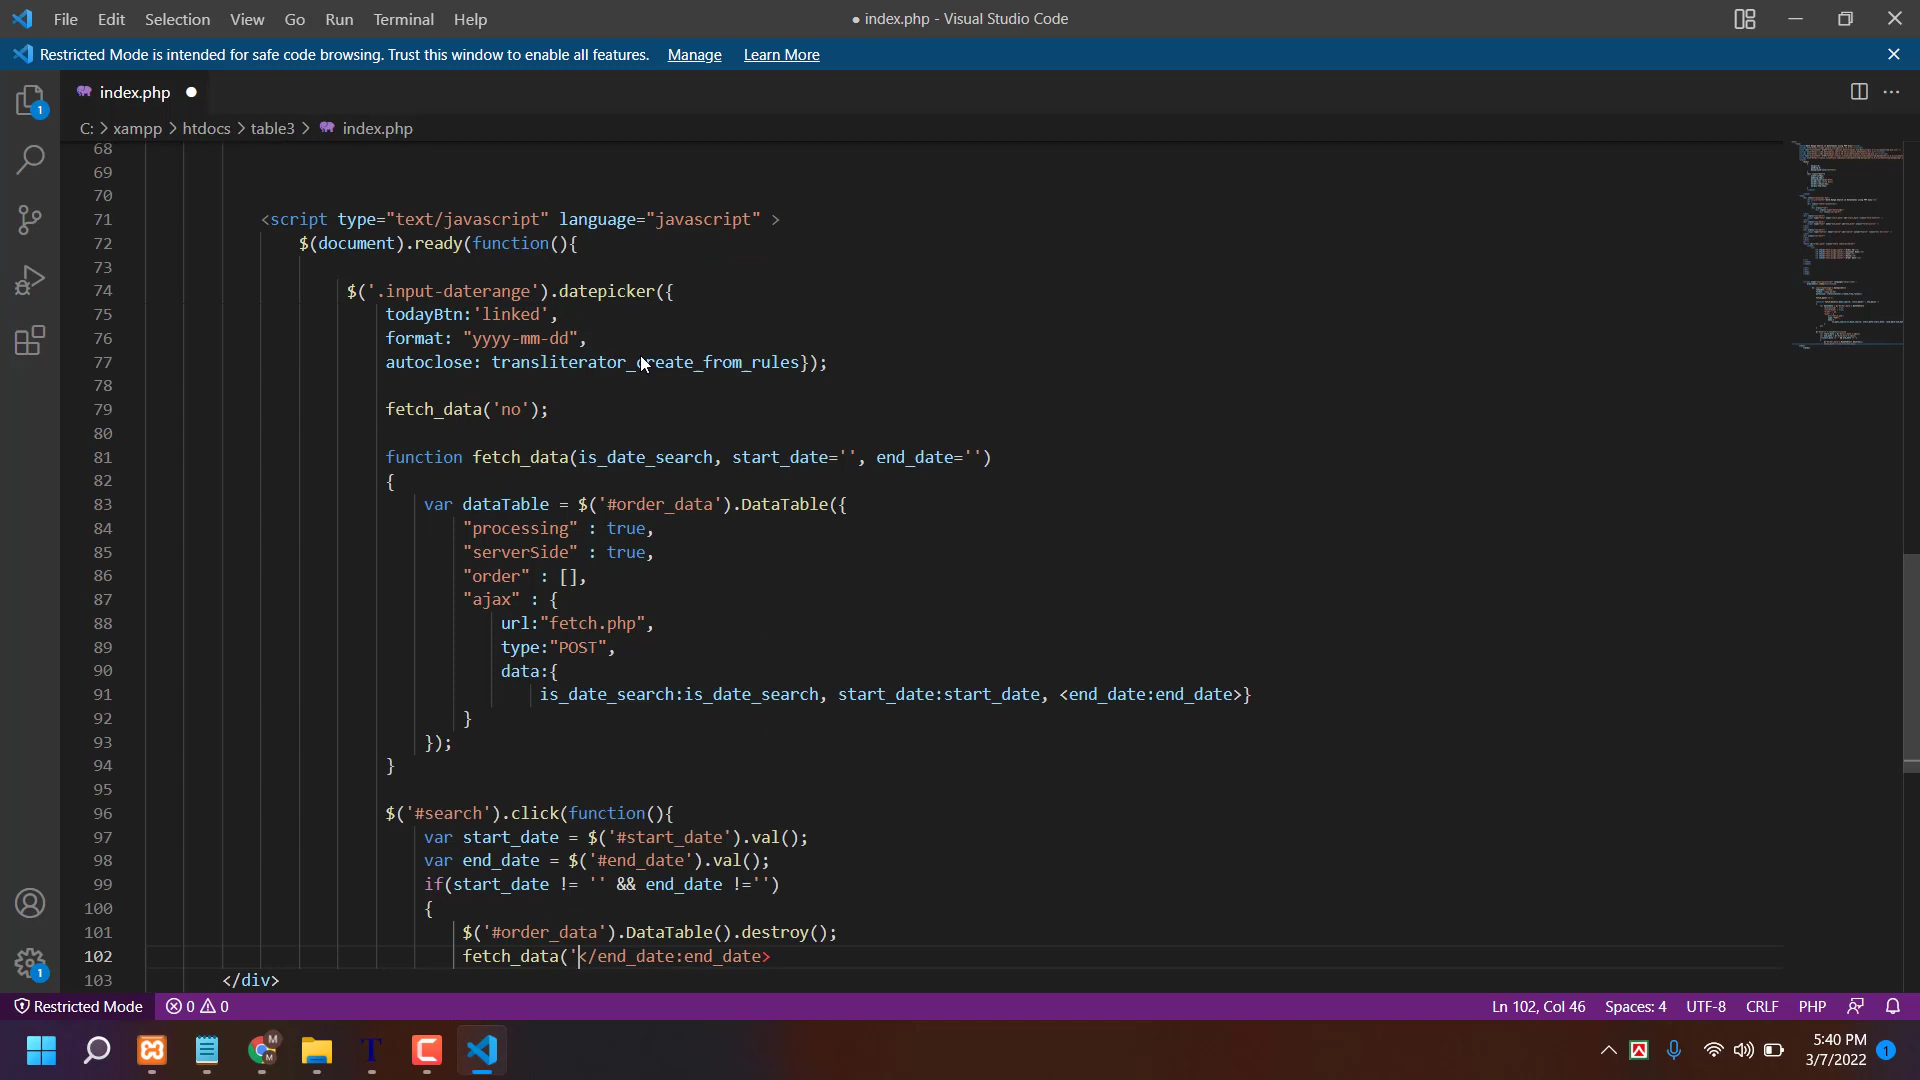 File Edit Selection View Go Run Terminal Help ● index.php - Visual Studio Code
Restricted Mode is intended for safe code browsing. Trust this window to enable all features. Manage Learn More
index.php ●
C: > xampp > htdocs > table3 > index.php
68
69
70
71 <script type="text/javascript" language="javascript" >
72 $(document).ready(function(){
73
74 $('.input-daterange').datepicker({
75 todayBtn:'linked',
76 format: "yyyy-mm-dd",
77 autoclose: transliterator_create_from_rules});
78
79 fetch_data('no');
80
81 function fetch_data(is_date_search, start_date='', end_date='')
82 {
83 var dataTable = $('#order_data').DataTable({
84 "processing" : true,
85 "serverSide" : true,
86 "order" : [],
87 "ajax" : {
88 url:"fetch.php",
89 type:"POST",
90 data:{
91 is_date_search:is_date_search, start_date:start_date, <end_date:end_date>}
92 }
93 });
94 }
95
96 $('#search').click(function(){
97 var start_date = $('#start_date').val();
98 var end_date = $('#end_date').val();
99 if(start_date != '' && end_date !='')
100 {
101 $('#order_data').DataTable().destroy();
102 fetch_data('</end_date:end_date>
103 </div>
1
1
Restricted Mode 0 0 Ln 102, Col 46 Spaces: 4 UTF-8 CRLF PHP
M
M
T
C
5:40 PM
3/7/2022
1